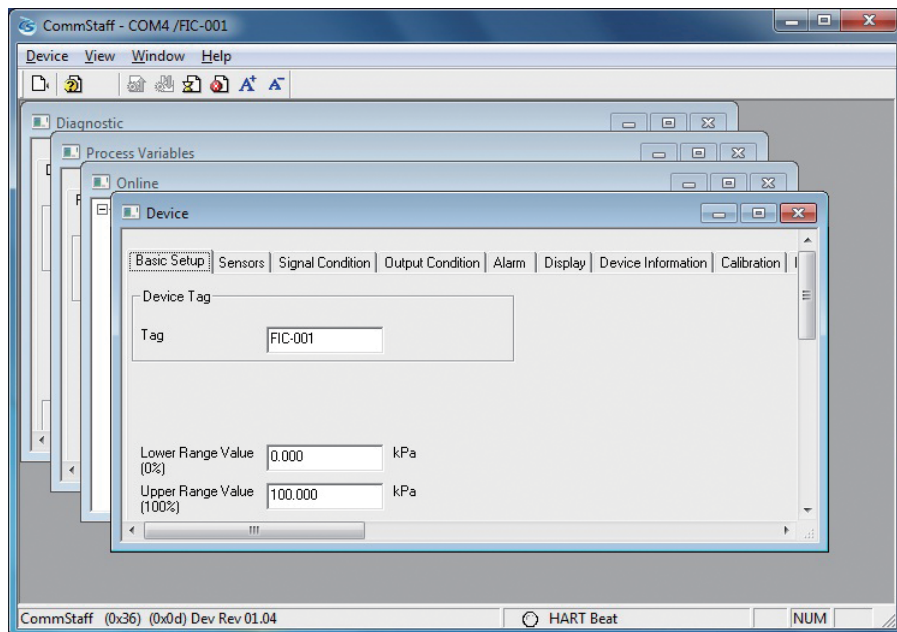 CommStaff - COM4 /FIC-001
Device View Window Help
Diagnostic
Process Variables
Online
Device
Basic Setup Sensors Signal Condition Output Condition Alarm Display Device Information Calibration
Device Tag
Tag FIC-001
Lower Range Value 0.000 kPa
(0%)
Upper Range Value 100.000 kPa
(100%)
CommStaff (0x36) (0x0d) Dev Rev 01.04 HART Beat NUM